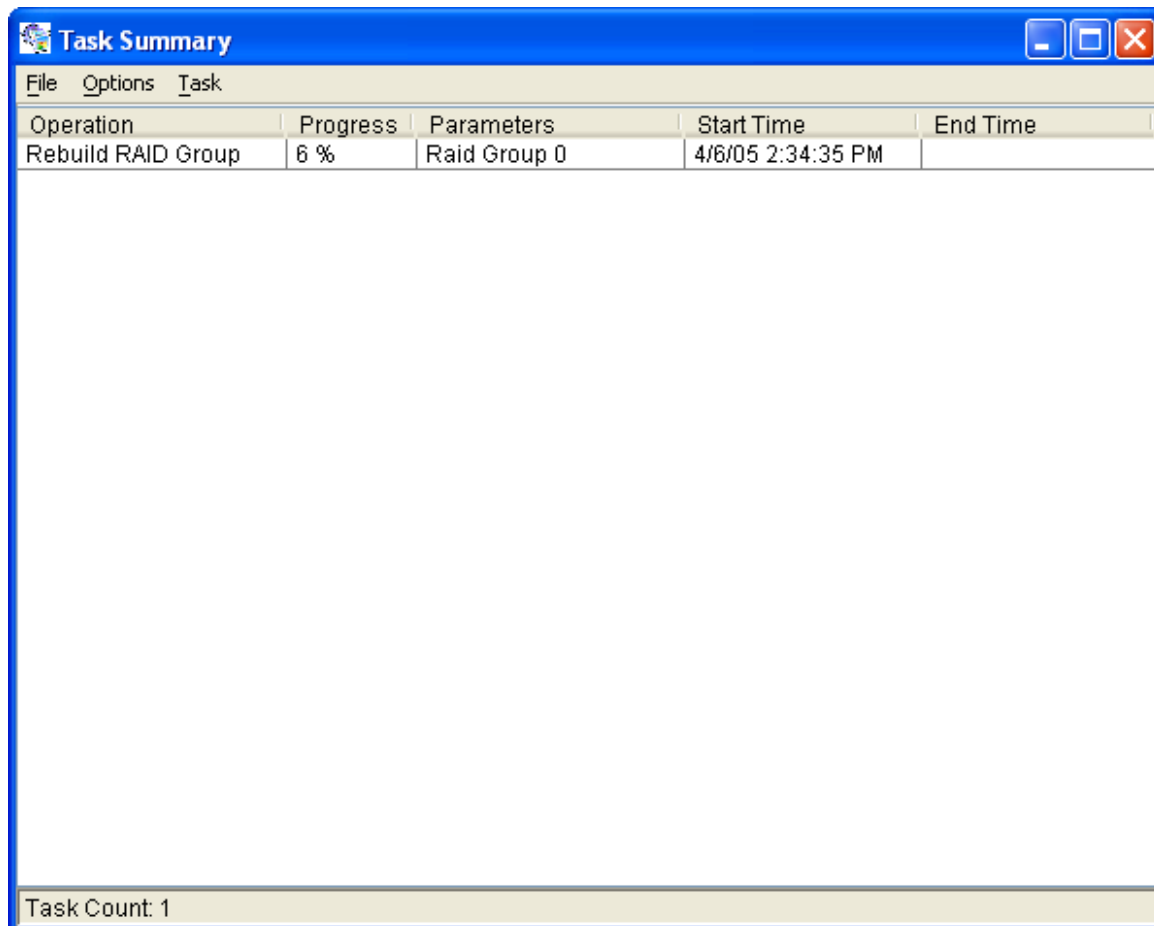 Task Summary
File Options Task
Operation Progress Parameters Start Time End Time
Rebuild RAID Group 6 % Raid Group 0 4/6/05 2:34:35 PM
Task Count: 1